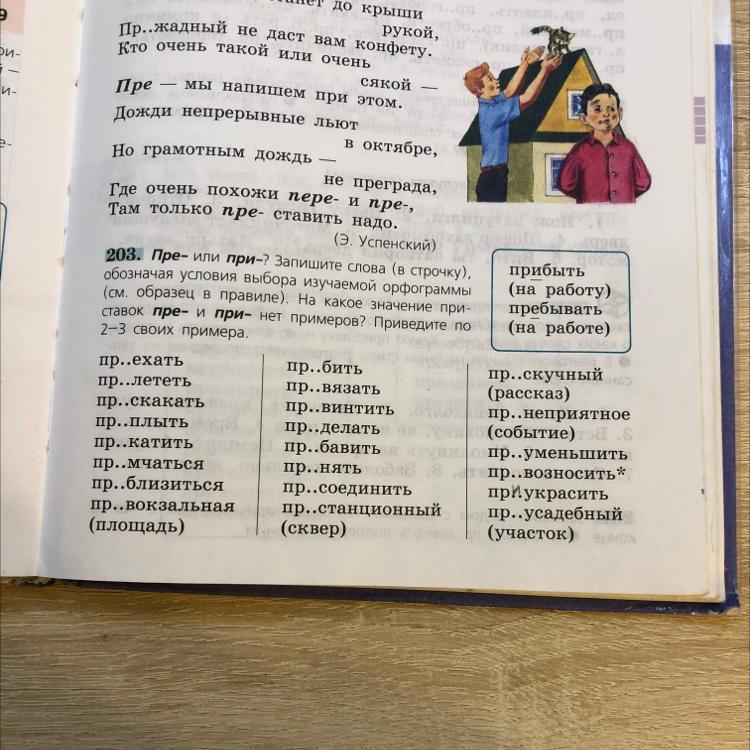 до крыши
рукой,
Пр..жадный не даст вам конфету.
Кто очень такой или очень
сякой —
Пре — мы напишем при этом.
Дожди непрерывные льют
в октябре,
Но грамотным дождь —
не преграда,
Где очень похожи пере- и пре-,
Там только пре- ставить надо.
(Э. Успенский)
203. Пре- или при-? Запишите слова (в строчку),
обозначая условия выбора изучаемой орфограммы
(см. образец в правиле). На какое значение при-
ставок пре- и при- нет примеров? Приведите по
2–3 своих примера.
прибыть
(на работу)
пребывать
(на работе)
пр..ехать
пр..лететь
пр..скакать
пр..плыть
пр..катить
пр..мчаться
пр..близиться
пр..вокзальная
(площадь)
пр..бить
пр..вязать
пр..винтить
пр..делать
пр..бавить
пр..нять
пр..соединить
пр..станционный
(сквер)
пр..скучный
(рассказ)
пр..неприятное
(событие)
пр..уменьшить
пр..возносить*
приукрасить
пр..усадебный
(участок)